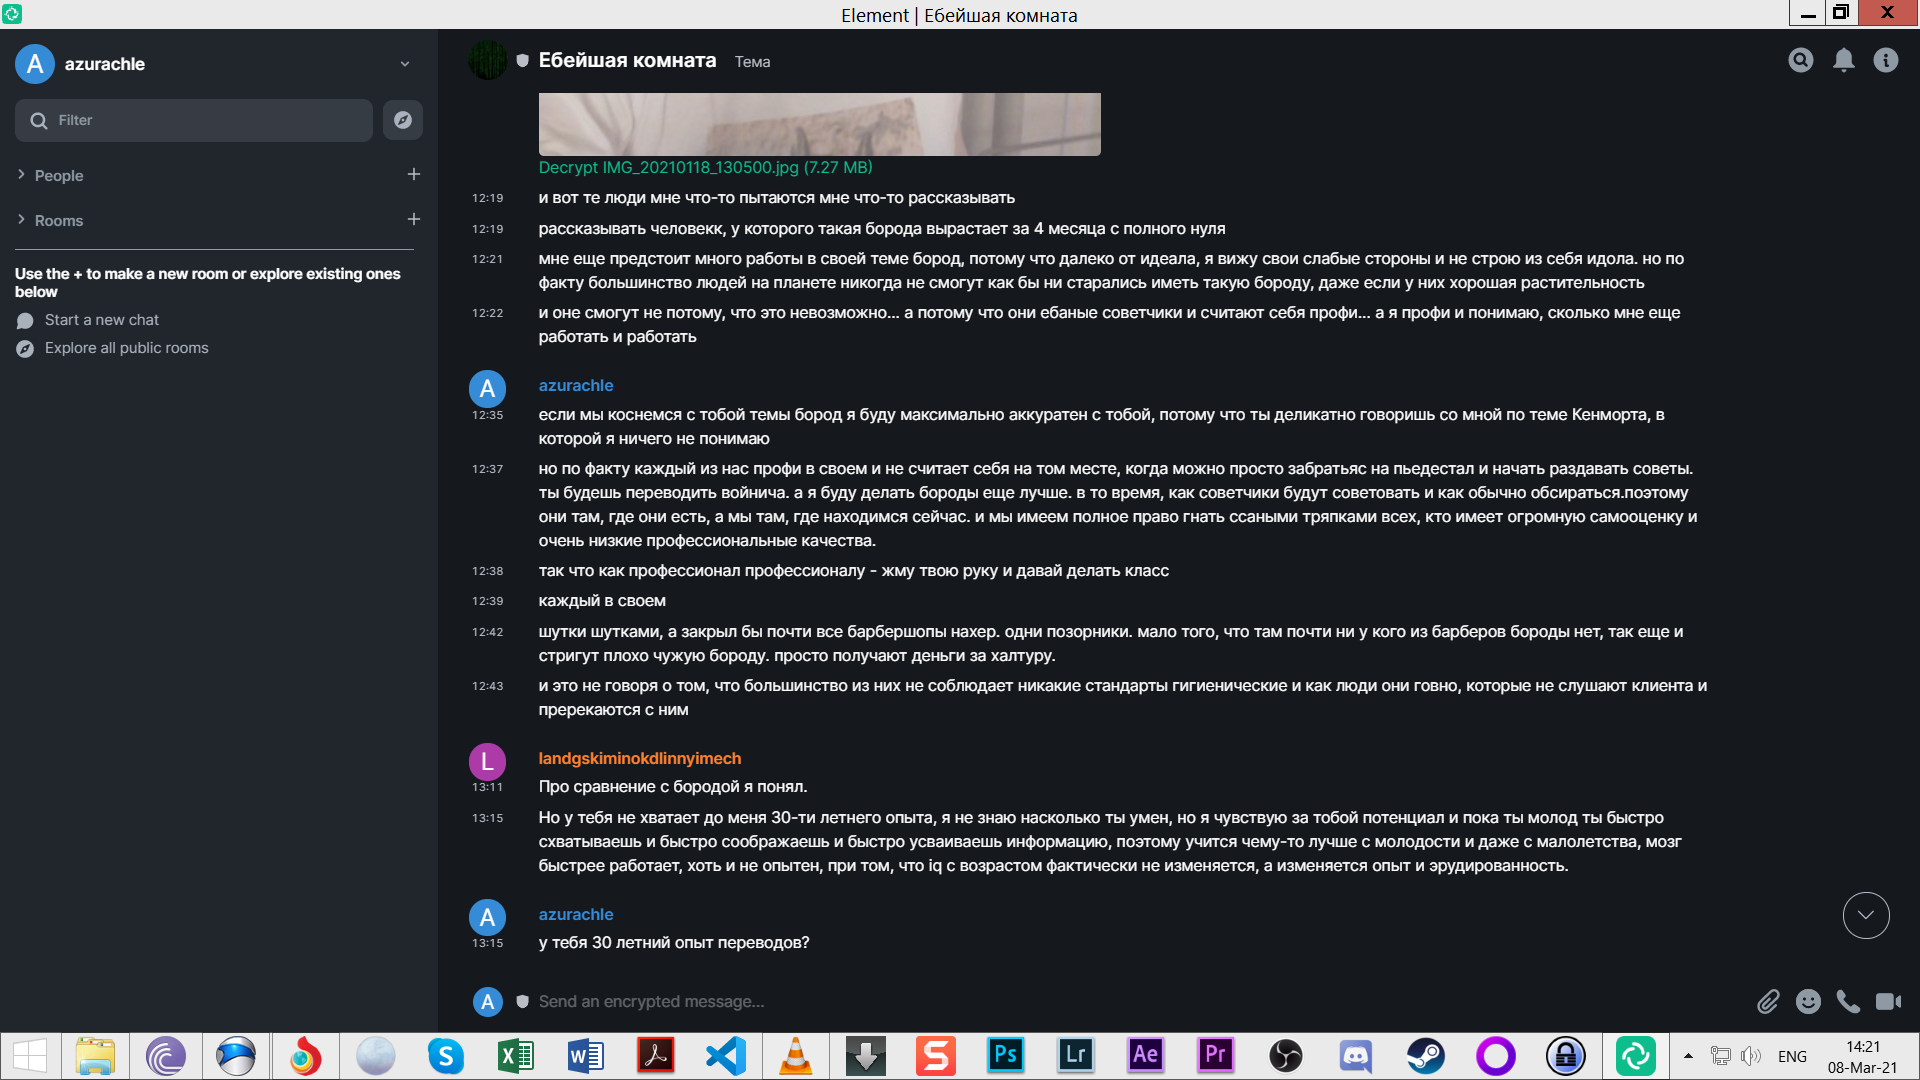 Element | Ебейшая комната
A azurachle
Filter
People
Rooms
Use the + to make a new room or explore existing ones
below
Start a new chat
Explore all public rooms
Ебейшая комната Тема
Decrypt IMG_20210118_130500.jpg (7.27 MB)
12:19 и вот те люди мне что-то пытаются мне что-то рассказывать
12:19 рассказывать человекк, у которого такая борода вырастает за 4 месяца с полного нуля
12:21 мне еще предстоит много работы в своей теме бород, потому что далеко от идеала, я вижу свои слабые стороны и не строю из себя идола. но по
факту большинство людей на планете никогда не смогут как бы ни старались иметь такую бороду, даже если у них хорошая растительность
12:22 и оне смогут не потому, что это невозможно... а потому что они ебаные советчики и считают себя профи... а я профи и понимаю, сколько мне еще
работать и работать
A azurachle
12:35 если мы коснемся с тобой темы бород я буду максимально аккуратен с тобой, потому что ты деликатно говоришь со мной по теме Кенморта, в
которой я ничего не понимаю
12:37 но по факту каждый из нас профи в своем и не считает себя на том месте, когда можно просто забратьяс на пьедестал и начать раздавать советы.
ты будешь переводить войнича. а я буду делать бороды еще лучше. в то время, как советчики будут советовать и как обычно обсираться.поэтому
они там, где они есть, а мы там, где находимся сейчас. и мы имеем полное право гнать ссаными тряпками всех, кто имеет огромную самооценку и
очень низкие профессиональные качества.
12:38 так что как профессионал профессионалу - жму твою руку и давай делать класс
12:39 каждый в своем
12:42 шутки шутками, а закрыл бы почти все барбершопы нахер. одни позорники. мало того, что там почти ни у кого из барберов бороды нет, так еще и
стригут плохо чужую бороду. просто получают деньги за халтуру.
12:43 и это не говоря о том, что большинство из них не соблюдает никакие стандарты гигиенические и как люди они говно, которые не слушают клиента и
пререкаются с ним
L landgskiminokdlinnyimech
13:11 Про сравнение с бородой я понял.
13:15 Но у тебя не хватает до меня 30-ти летнего опыта, я не знаю насколько ты умен, но я чувствую за тобой потенциал и пока ты молод ты быстро
схватываешь и быстро соображаешь и быстро усваиваешь информацию, поэтому учится чему-то лучше с молодости и даже с малолетства, мозг
быстрее работает, хоть и не опытен, при том, что iq с возрастом фактически не изменяется, а изменяется опыт и эрудированность.
A azurachle
13:15 у тебя 30 летний опыт переводов?
A Send an encrypted message...
S X W S Ps Lr Ae Pr ENG 14:21
08-Mar-21